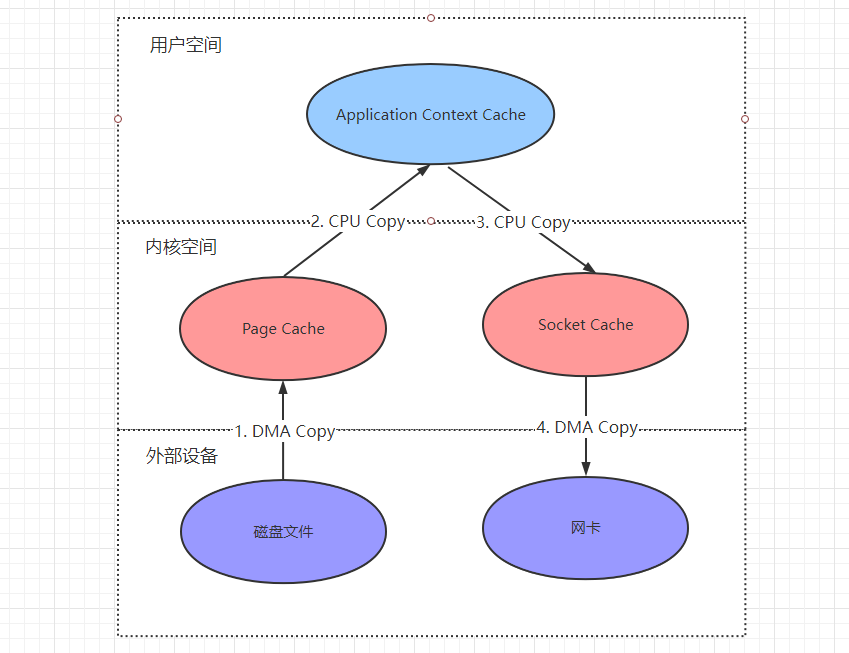 用户空间
Application Context Cache
2. CPU Copy
3. CPU Copy
内核空间
Page Cache
Socket Cache
1. DMA Copy
4. DMA Copy
外部设备
磁盘文件
网卡